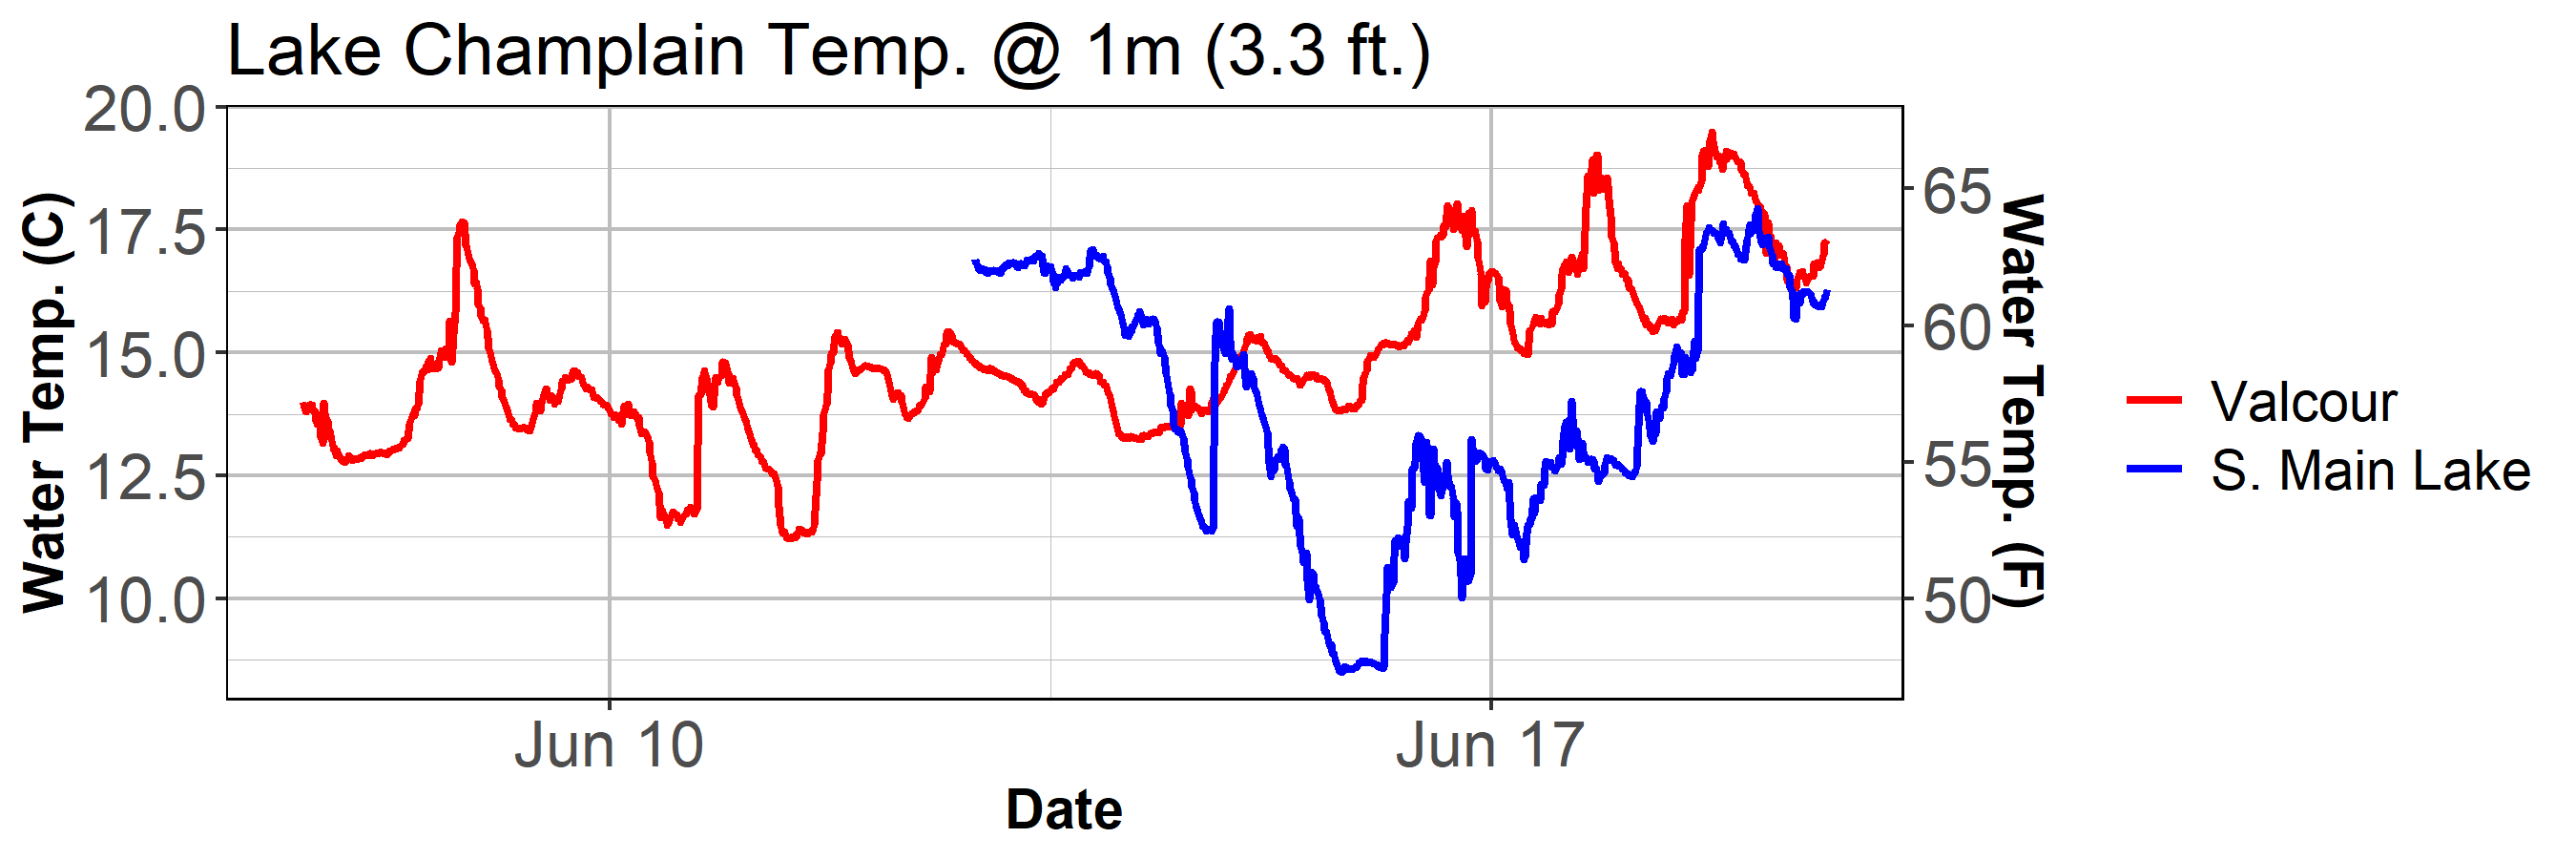 Lake Champlain Temp. @ 1m (3.3 ft.)
20.0
17.5
15.0
12.5
10.0
Water Temp. (C)
65
60
55
50
Water Temp. (F)
Jun 10
Jun 17
Date
Valcour
S. Main Lake